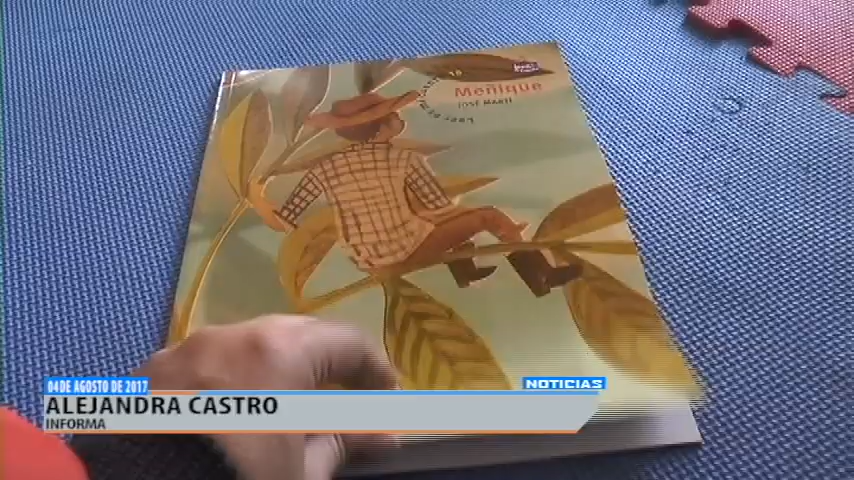 Meñique
JOSÉ MARTÍ
04 DE AGOSTO DE 2017
NOTICIAS
ALEJANDRA CASTRO
INFORMA